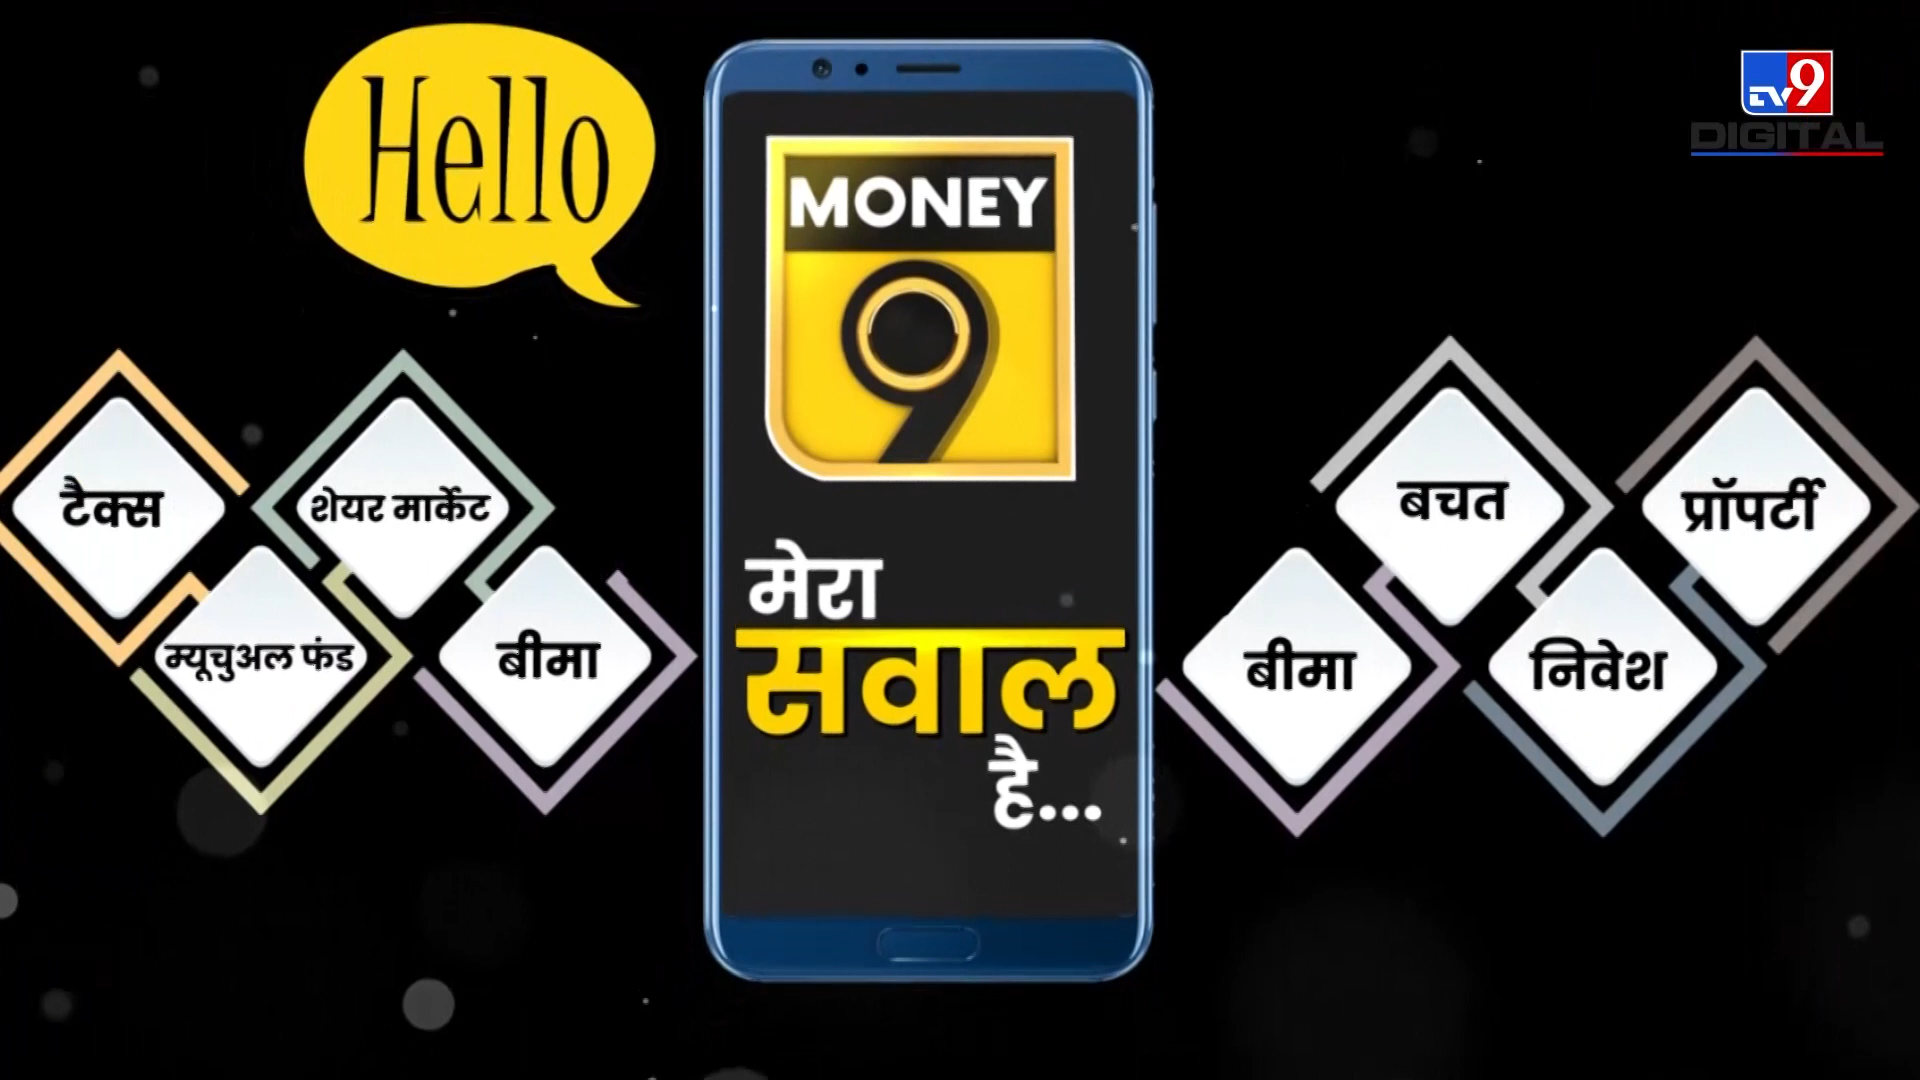 Hello
MONEY
9
मेरा
सवाल
है...
टैक्स
शेयर मार्केट
म्यूचुअल फंड
बीमा
बचत
प्रॉपर्टी
बीमा
निवेश
TV9
DIGITAL